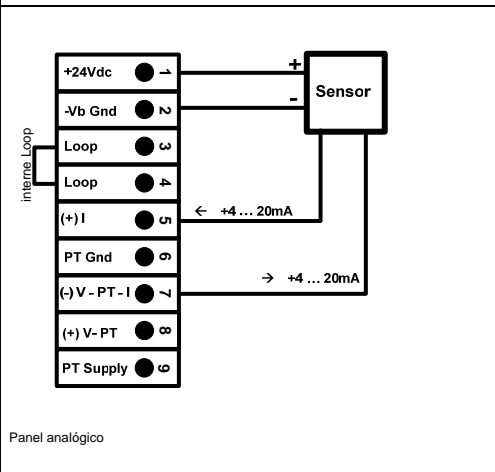 +24Vdc 1
-Vb Gnd 2
Loop 3
Loop 4
(+) I 5
PT Gnd 6
(-) V - PT - I 7
(+) V- PT 8
PT Supply 9
interne Loop
+
-
Sensor
← +4 ... 20mA
→ +4 ... 20mA
Panel analógico